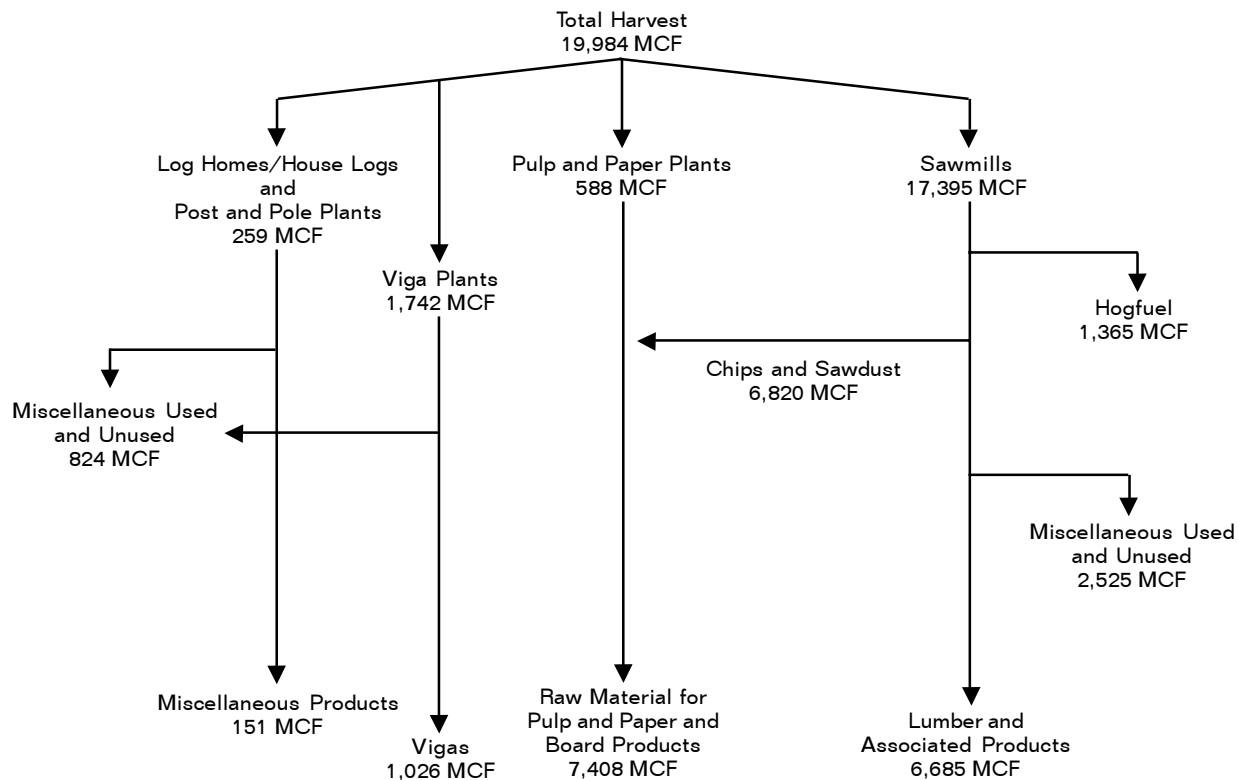 Total Harvest
19,984 MCF
Log Homes/House Logs
and
Post and Pole Plants
259 MCF
Viga Plants
1,742 MCF
Pulp and Paper Plants
588 MCF
Sawmills
17,395 MCF
Hogfuel
1,365 MCF
Chips and Sawdust
6,820 MCF
Miscellaneous Used
and Unused
824 MCF
Miscellaneous Used
and Unused
2,525 MCF
Miscellaneous Products
151 MCF
Vigas
1,026 MCF
Raw Material for
Pulp and Paper and
Board Products
7,408 MCF
Lumber and
Associated Products
6,685 MCF